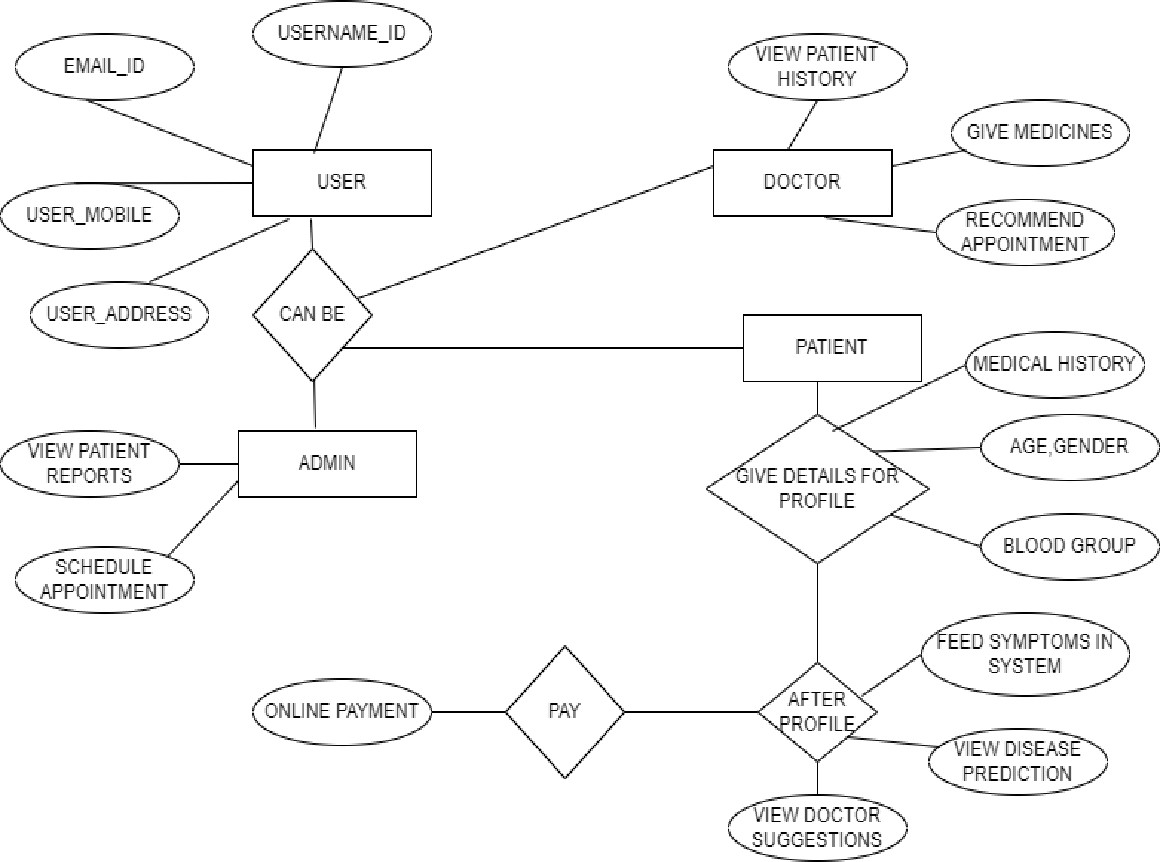 USERNAME_ID
EMAIL_ID
VIEW PATIENT
HISTORY
GIVE MEDICINES
USER
DOCTOR
USER_MOBILE
RECOMMEND
APPOINTMENT
USER_ADDRESS
CAN BE
PATIENT
MEDICAL HISTORY
AGE,GENDER
VIEW PATIENT
REPORTS
ADMIN
GIVE DETAILS FOR
PROFILE
BLOOD GROUP
SCHEDULE
APPOINTMENT
FEED SYMPTOMS IN
SYSTEM
ONLINE PAYMENT
PAY
AFTER
PROFILE
VIEW DISEASE
PREDICTION
VIEW DOCTOR
SUGGESTIONS